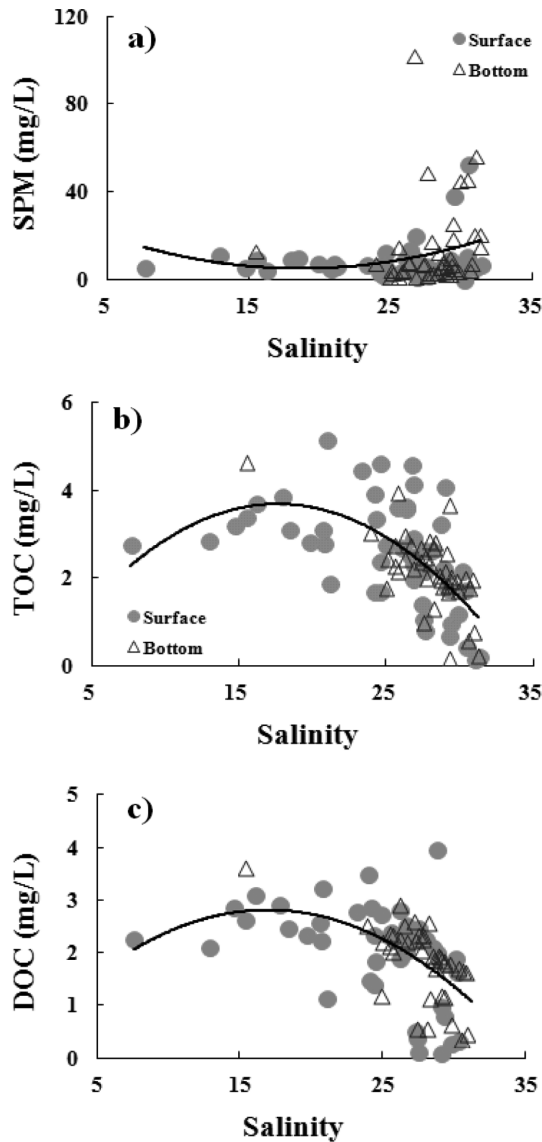 a)
Surface
Bottom
SPM (mg/L)
120
80
40
0
5 15 25 35
Salinity
b)
TOC (mg/L)
6
4
2
0
Surface
Bottom
5 15 25 35
Salinity
c)
DOC (mg/L)
5
4
3
2
1
0
5 15 25 35
Salinity